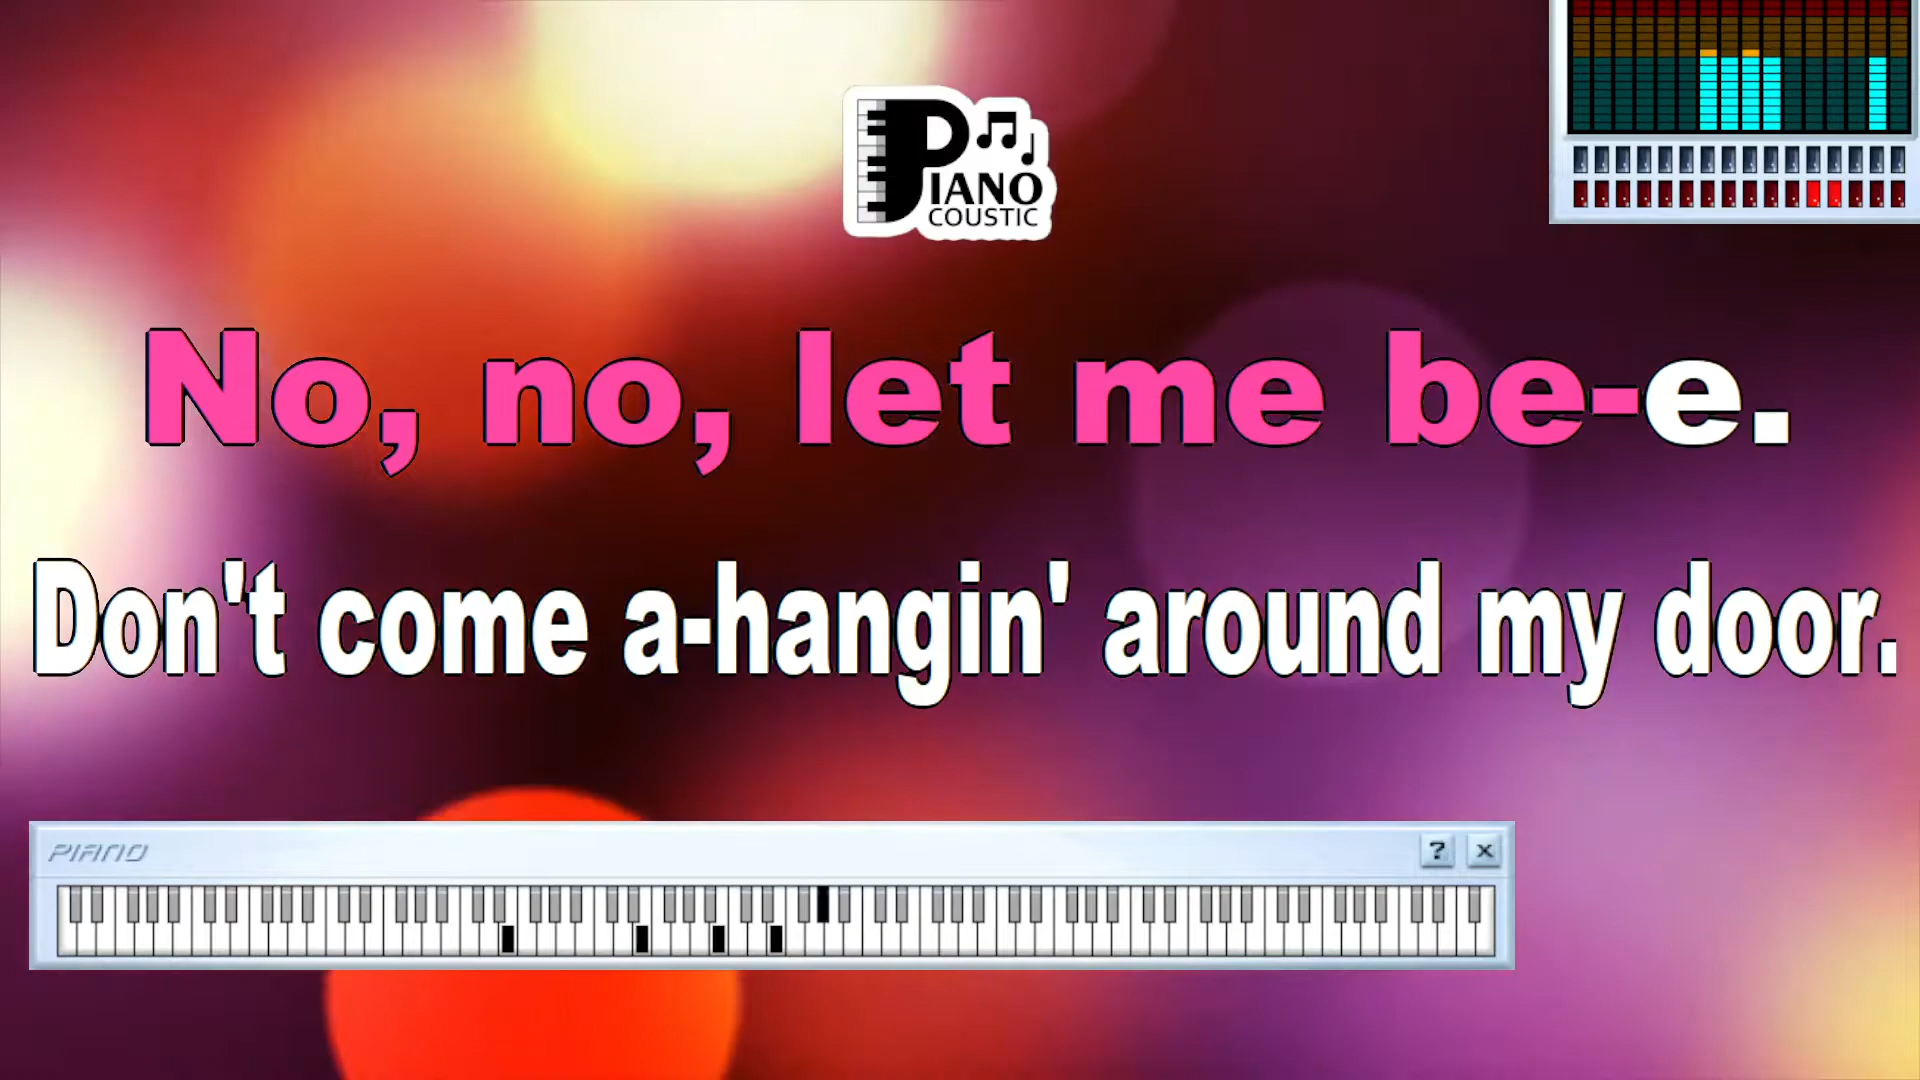 PIANO
COUSTIC
No, no, let me be-e.
Don't come a-hangin' around my door.
PIANO
?
X